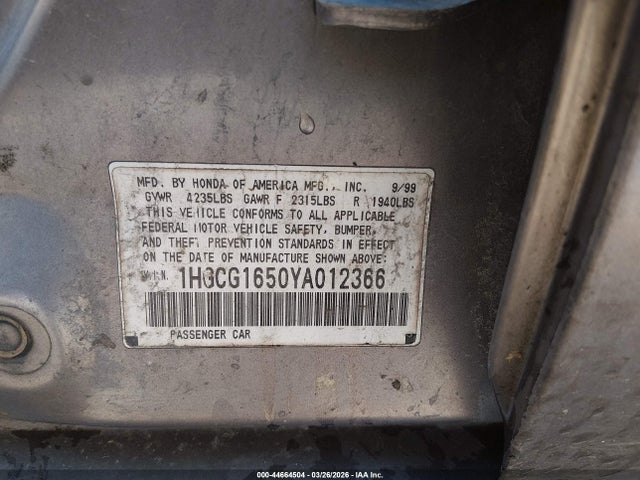 MFD. BY HONDA OF AMERICA MFG., INC. 9/99
GVWR 4235LBS GAWR F 2315LBS R 1940LBS
THIS VEHICLE CONFORMS TO ALL APPLICABLE
FEDERAL MOTOR VEHICLE SAFETY, BUMPER,
AND THEFT PREVENTION STANDARDS IN EFFECT
ON THE DATE OF MANUFACTURE SHOWN ABOVE.
V.I.N. 1HGCG1650YA012366
PASSENGER CAR
000-44664504 | 03/26/2026 | IAA Inc.